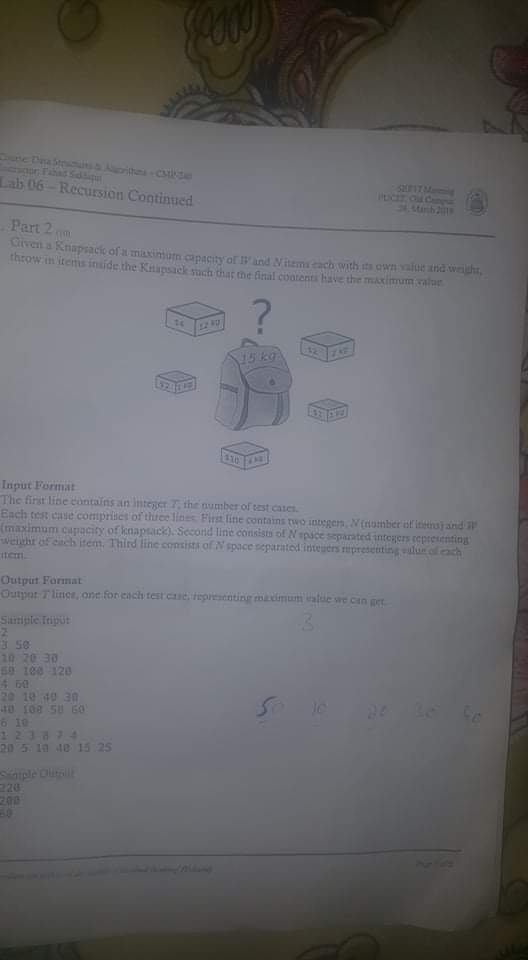 Course: Data Structures & Algorithms – CMP-240
Instructor: Fahad Siddiqui
Lab 06 – Recursion Continued
SEF17 Morning
PUCIT, Old Campus
28, March 2019
Part 2 (10)
Given a Knapsack of a maximum capacity of W and N items each with its own value and weight,
throw in items inside the Knapsack such that the final contents have the maximum value.
$4 12 kg
?
15 kg
$2 2 kg
$2 1 kg
$1 1 kg
$10 4 kg
Input Format
The first line contains an integer T, the number of test cases.
Each test case comprises of three lines. First line contains two integers, N (number of items) and W
(maximum capacity of knapsack). Second line consists of N space separated integers representing
weight of each item. Third line consists of N space separated integers representing value of each
item.
Output Format
Output T lines, one for each test case, representing maximum value we can get.
Sample Input
2
3 50
10 20 30
60 100 120
4 60
20 10 40 30
40 100 50 60
6 10
1 2 3 8 7 4
20 5 10 40 15 25
3
50 10 20 30 40
Sample Output
220
200
60